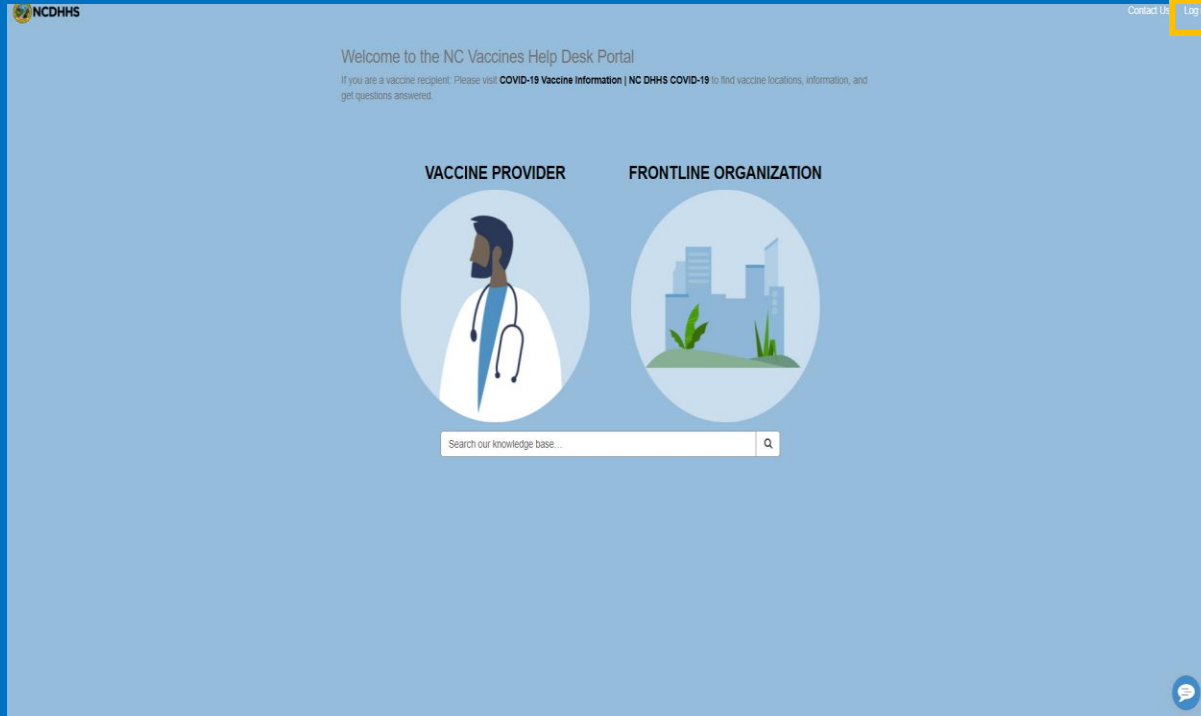 NCDHHS
Contact Us Log
Welcome to the NC Vaccines Help Desk Portal
If you are a vaccine recipient: Please visit COVID-19 Vaccine Information | NC DHHS COVID-19 to find vaccine locations, information, and
get questions answered.
VACCINE PROVIDER FRONTLINE ORGANIZATION
Search our knowledge base...